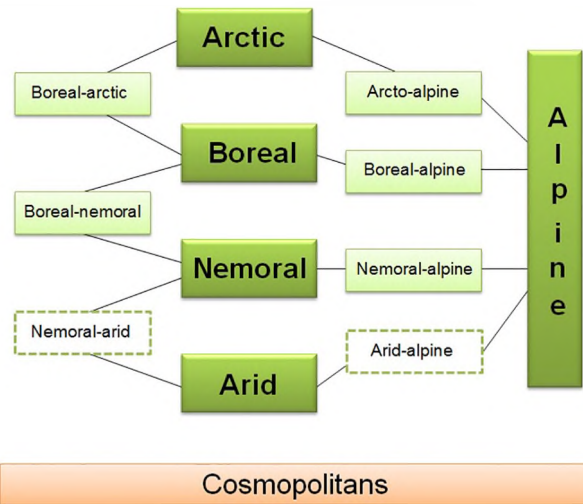 Arctic
Boreal-arctic
Arcto-alpine
Boreal
Boreal-alpine
Boreal-nemoral
Nemoral
Nemoral-alpine
Nemoral-arid
Arid-alpine
Arid
Alpine
Cosmopolitans